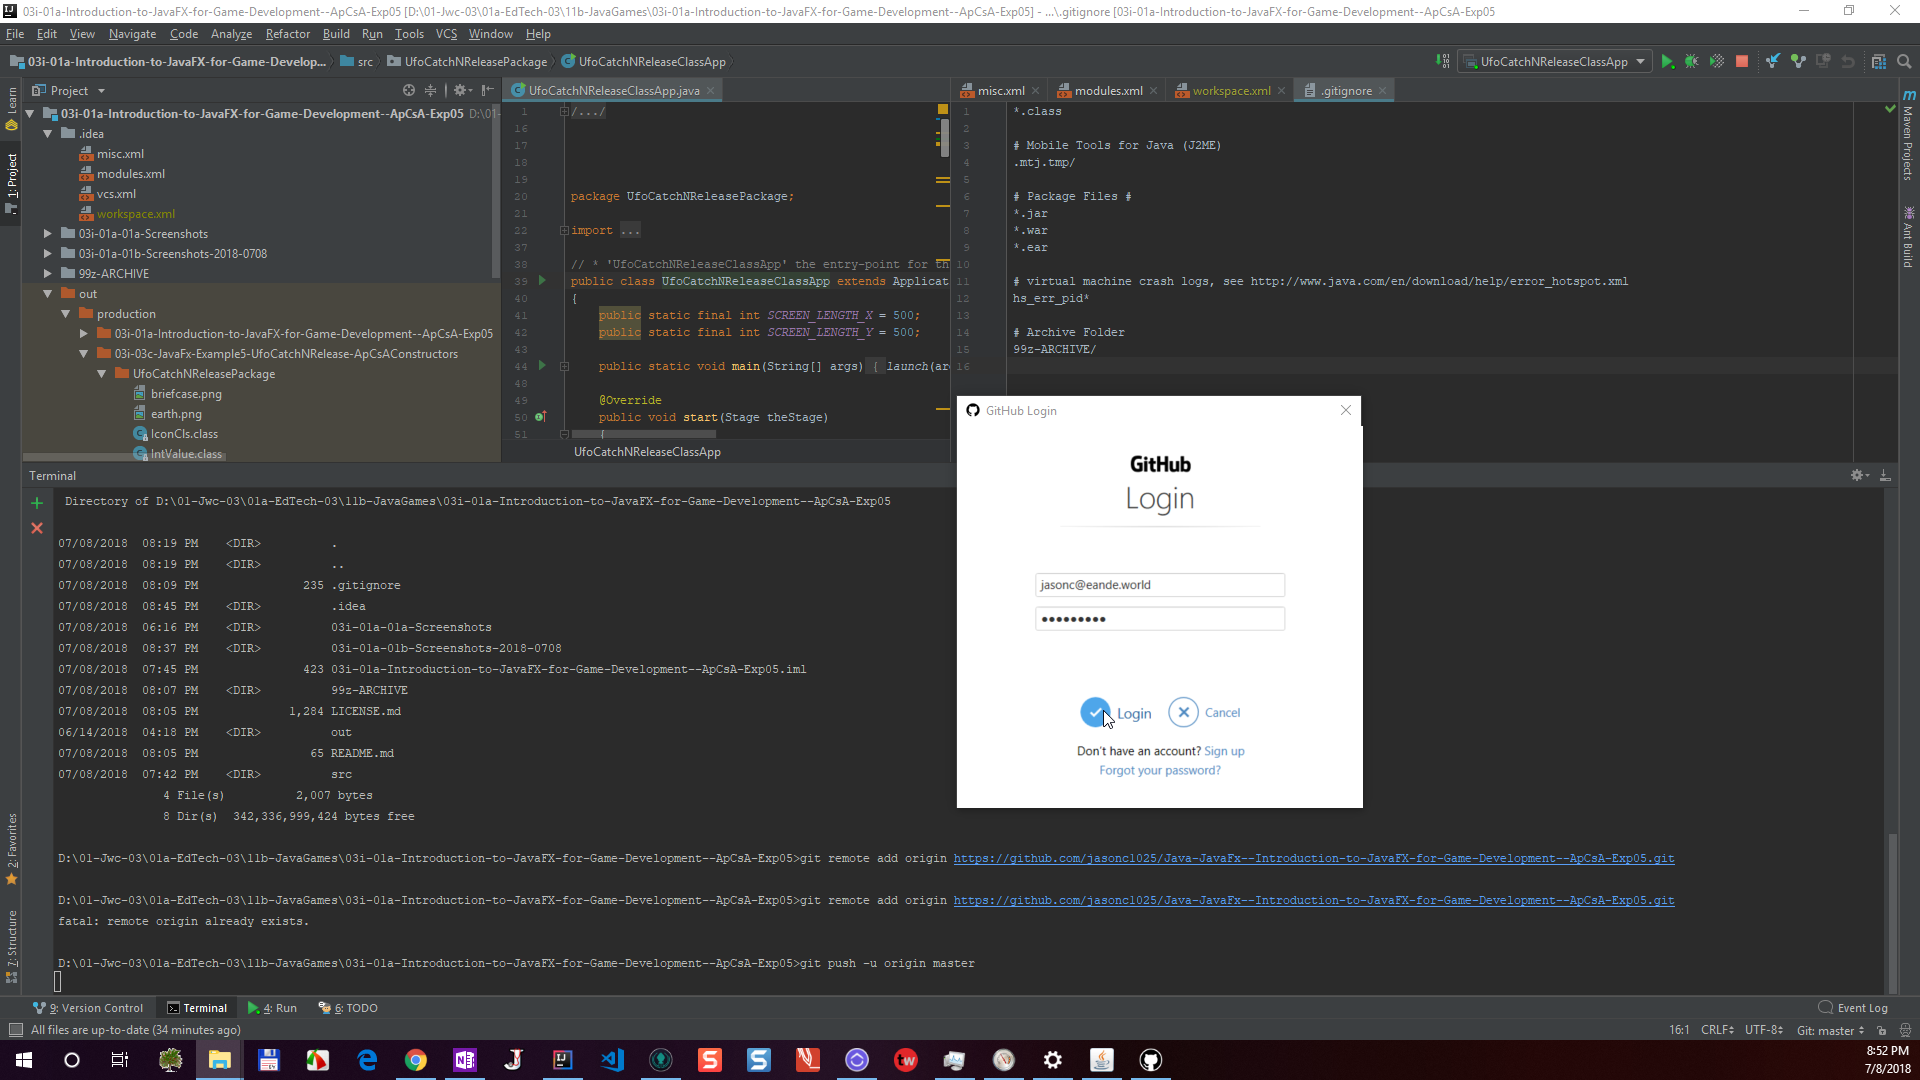 03i-01a-Introduction-to-JavaFX-for-Game-Development--ApCsA-Exp05 [D:\01-Jwc-03\01a-EdTech-03\11b-JavaGames\03i-01a-Introduction-to-JavaFX-for-Game-Development--ApCsA-Exp05] - ...\.gitignore [03i-01a-Introduction-to-JavaFX-for-Game-Development--ApCsA-Exp05]
File Edit View Navigate Code Analyze Refactor Build Run Tools VCS Window Help
03i-01a-Introduction-to-JavaFX-for-Game-Develop... src UfoCatchNReleasePackage UfoCatchNReleaseClassApp
UfoCatchNReleaseClassApp
Learn
1: Project
2: Favorites
7: Structure
Project
03i-01a-Introduction-to-JavaFX-for-Game-Development--ApCsA-Exp05 D:\01-
.idea
misc.xml
modules.xml
vcs.xml
workspace.xml
03i-01a-01a-Screenshots
03i-01a-01b-Screenshots-2018-0708
99z-ARCHIVE
out
production
03i-01a-Introduction-to-JavaFX-for-Game-Development--ApCsA-Exp05
03i-03c-JavaFx-Example5-UfoCatchNRelease-ApCsAConstructors
UfoCatchNReleasePackage
briefcase.png
earth.png
IconCls.class
IntValue.class
UfoCatchNReleaseClassApp.java
1 /.../
16
17
18
19
20 package UfoCatchNReleasePackage;
21
22 import ...
37
38 // * 'UfoCatchNReleaseClassApp' the entry-point for th
39 public class UfoCatchNReleaseClassApp extends Applicat
40 {
41 public static final int SCREEN_LENGTH_X = 500;
42 public static final int SCREEN_LENGTH_Y = 500;
43
44 public static void main(String[] args) { launch(ar
48
49 @Override
50 public void start(Stage theStage)
51 {
UfoCatchNReleaseClassApp
misc.xml modules.xml workspace.xml .gitignore
1 *.class
2
3 # Mobile Tools for Java (J2ME)
4 .mtj.tmp/
5
6 # Package Files #
7 *.jar
8 *.war
9 *.ear
10
11 # virtual machine crash logs, see http://www.java.com/en/download/help/error_hotspot.xml
12 hs_err_pid*
13
14 # Archive Folder
15 99z-ARCHIVE/
16
Maven Projects
Ant Build
GitHub Login
GitHub
Login
jasonc@eande.world
•••••••••
Login Cancel
Don't have an account? Sign up
Forgot your password?
Terminal
Directory of D:\01-Jwc-03\01a-EdTech-03\11b-JavaGames\03i-01a-Introduction-to-JavaFX-for-Game-Development--ApCsA-Exp05
07/08/2018 08:19 PM <DIR> .
07/08/2018 08:19 PM <DIR> ..
07/08/2018 08:09 PM 235 .gitignore
07/08/2018 08:45 PM <DIR> .idea
07/08/2018 06:16 PM <DIR> 03i-01a-01a-Screenshots
07/08/2018 08:37 PM <DIR> 03i-01a-01b-Screenshots-2018-0708
07/08/2018 07:45 PM 423 03i-01a-Introduction-to-JavaFX-for-Game-Development--ApCsA-Exp05.iml
07/08/2018 08:07 PM <DIR> 99z-ARCHIVE
07/08/2018 08:05 PM 1,284 LICENSE.md
06/14/2018 04:18 PM <DIR> out
07/08/2018 08:05 PM 65 README.md
07/08/2018 07:42 PM <DIR> src
4 File(s) 2,007 bytes
8 Dir(s) 342,336,999,424 bytes free
D:\01-Jwc-03\01a-EdTech-03\11b-JavaGames\03i-01a-Introduction-to-JavaFX-for-Game-Development--ApCsA-Exp05>git remote add origin https://github.com/jasonc1025/Java-JavaFx--Introduction-to-JavaFX-for-Game-Development--ApCsA-Exp05.git
D:\01-Jwc-03\01a-EdTech-03\11b-JavaGames\03i-01a-Introduction-to-JavaFX-for-Game-Development--ApCsA-Exp05>git remote add origin https://github.com/jasonc1025/Java-JavaFx--Introduction-to-JavaFX-for-Game-Development--ApCsA-Exp05.git
fatal: remote origin already exists.
D:\01-Jwc-03\01a-EdTech-03\11b-JavaGames\03i-01a-Introduction-to-JavaFX-for-Game-Development--ApCsA-Exp05>git push -u origin master
9: Version Control Terminal 4: Run 6: TODO Event Log
All files are up-to-date (34 minutes ago) 16:1 CRLF UTF-8 Git: master
8:52 PM
7/8/2018